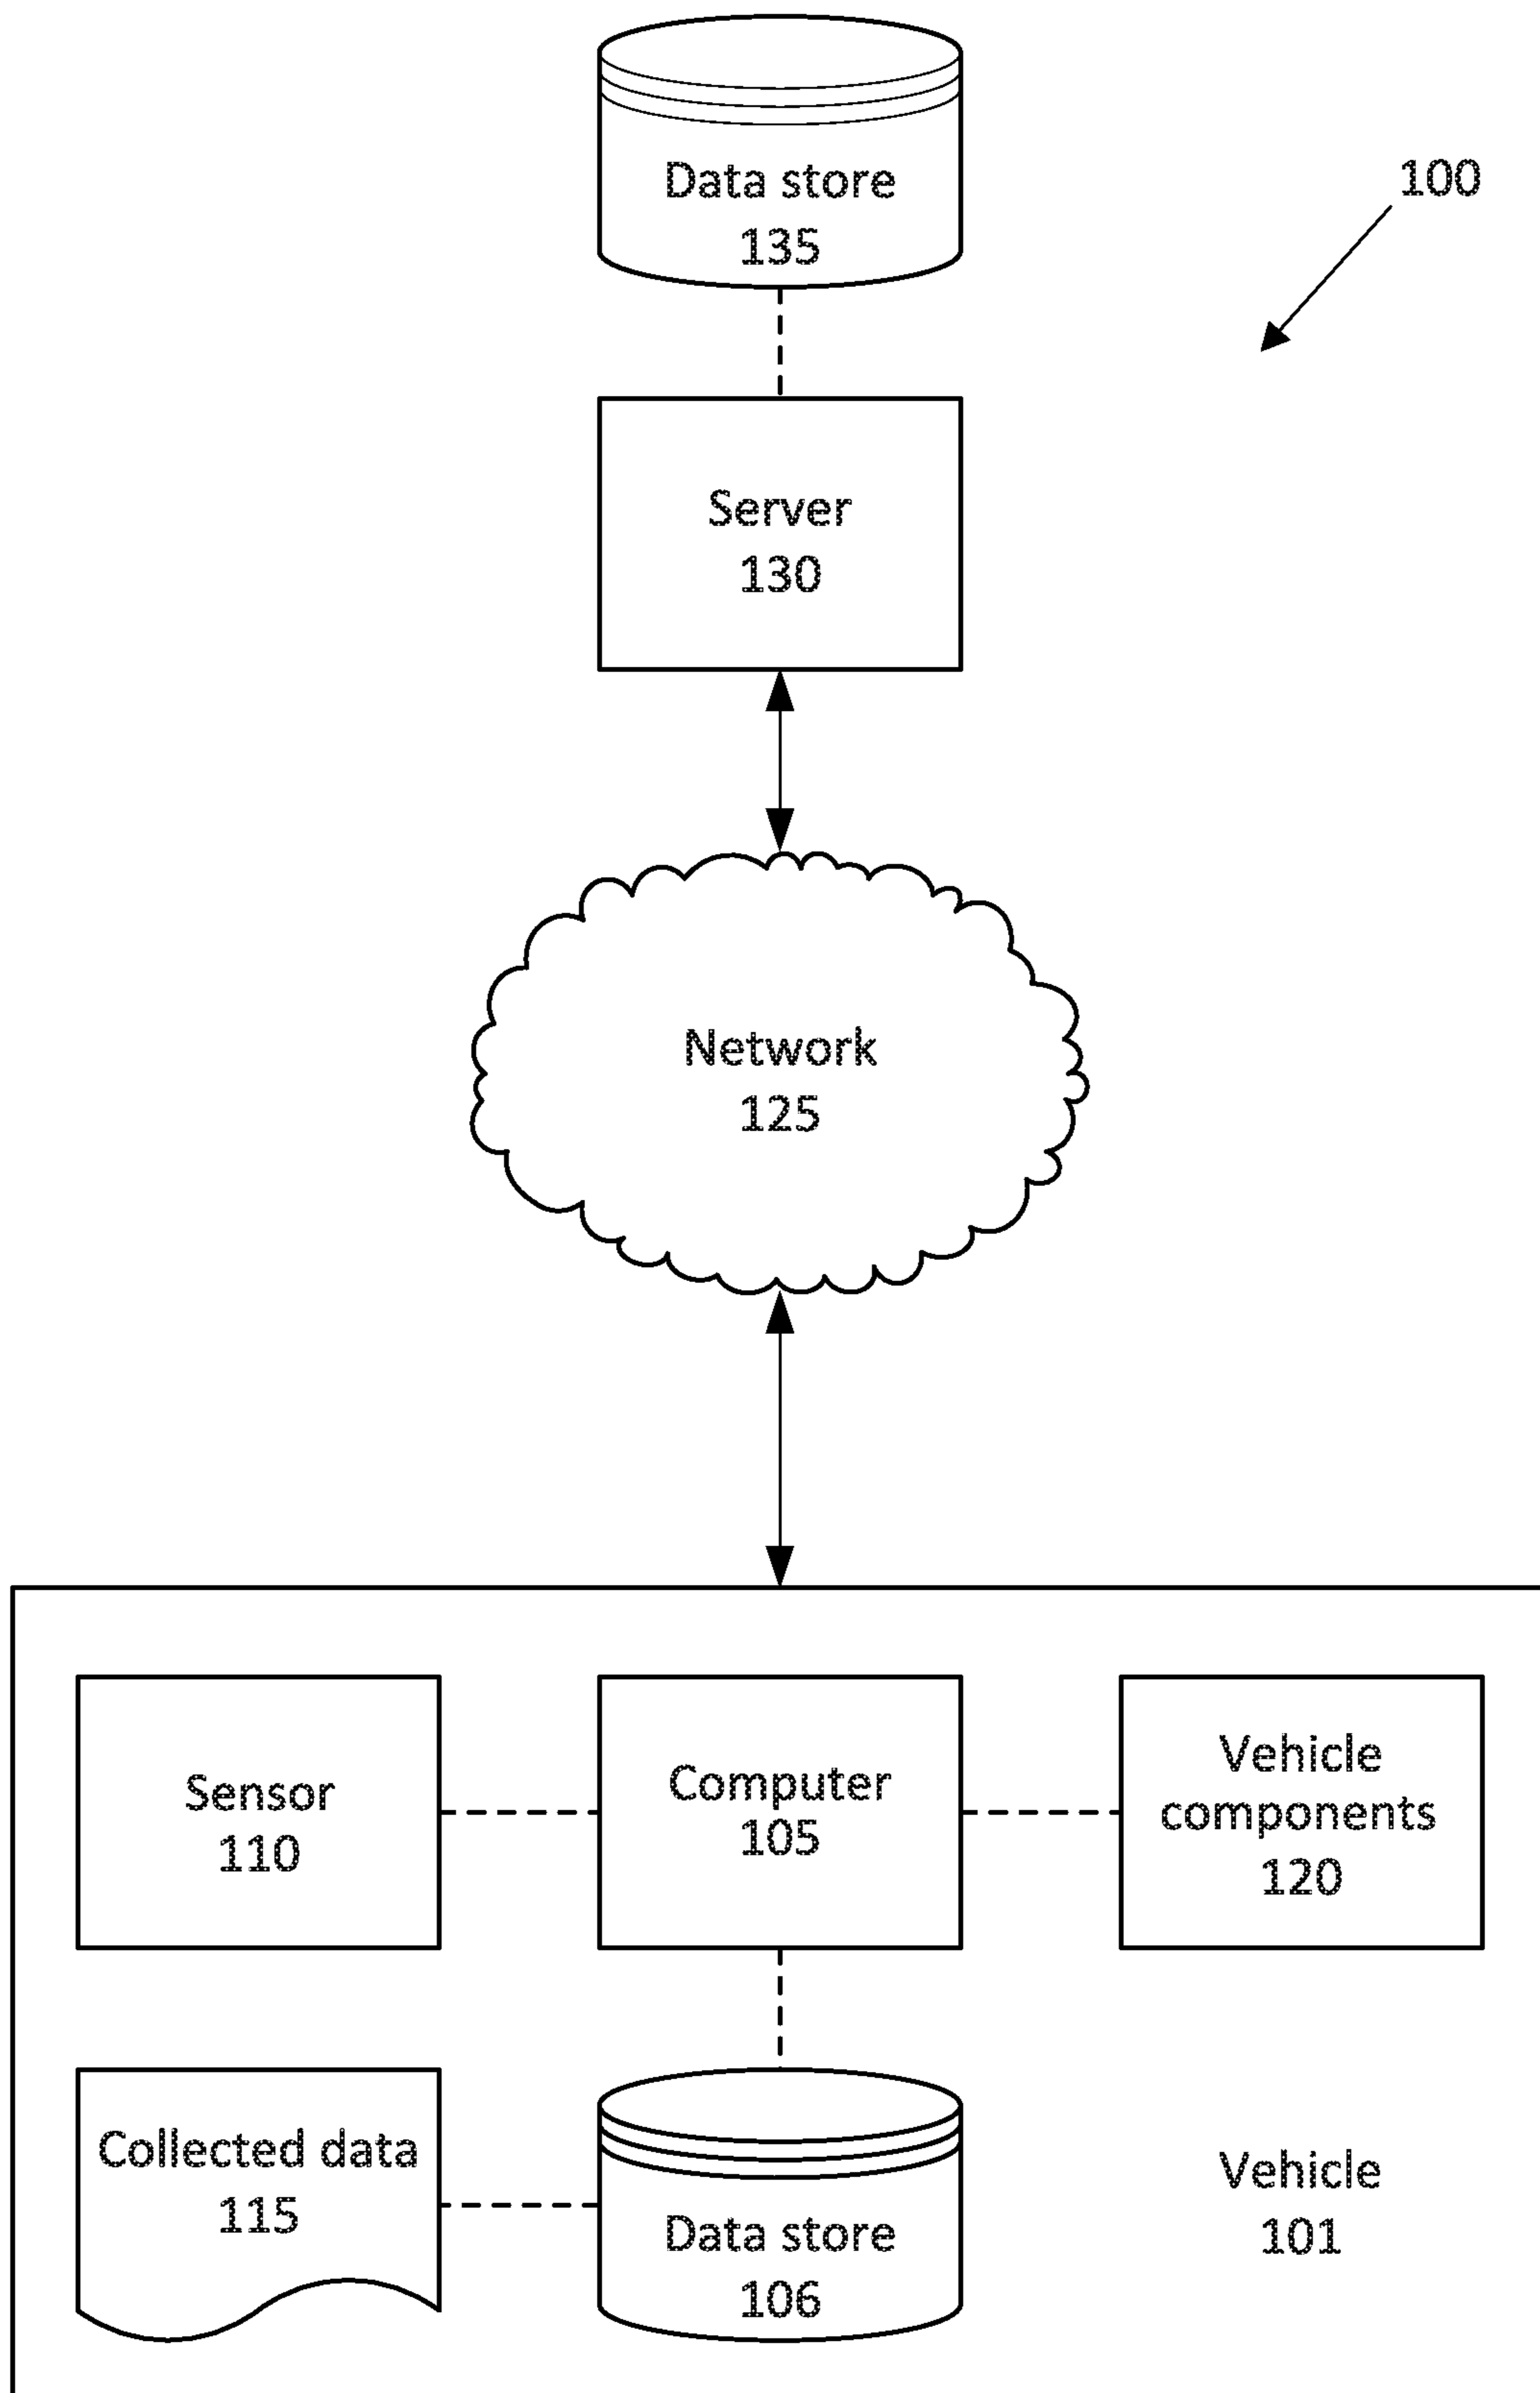 Data store
135
100
Server
130
Network
125
Sensor
110
Computer
105
Vehicle
components
120
Collected data
115
Data store
106
Vehicle
101